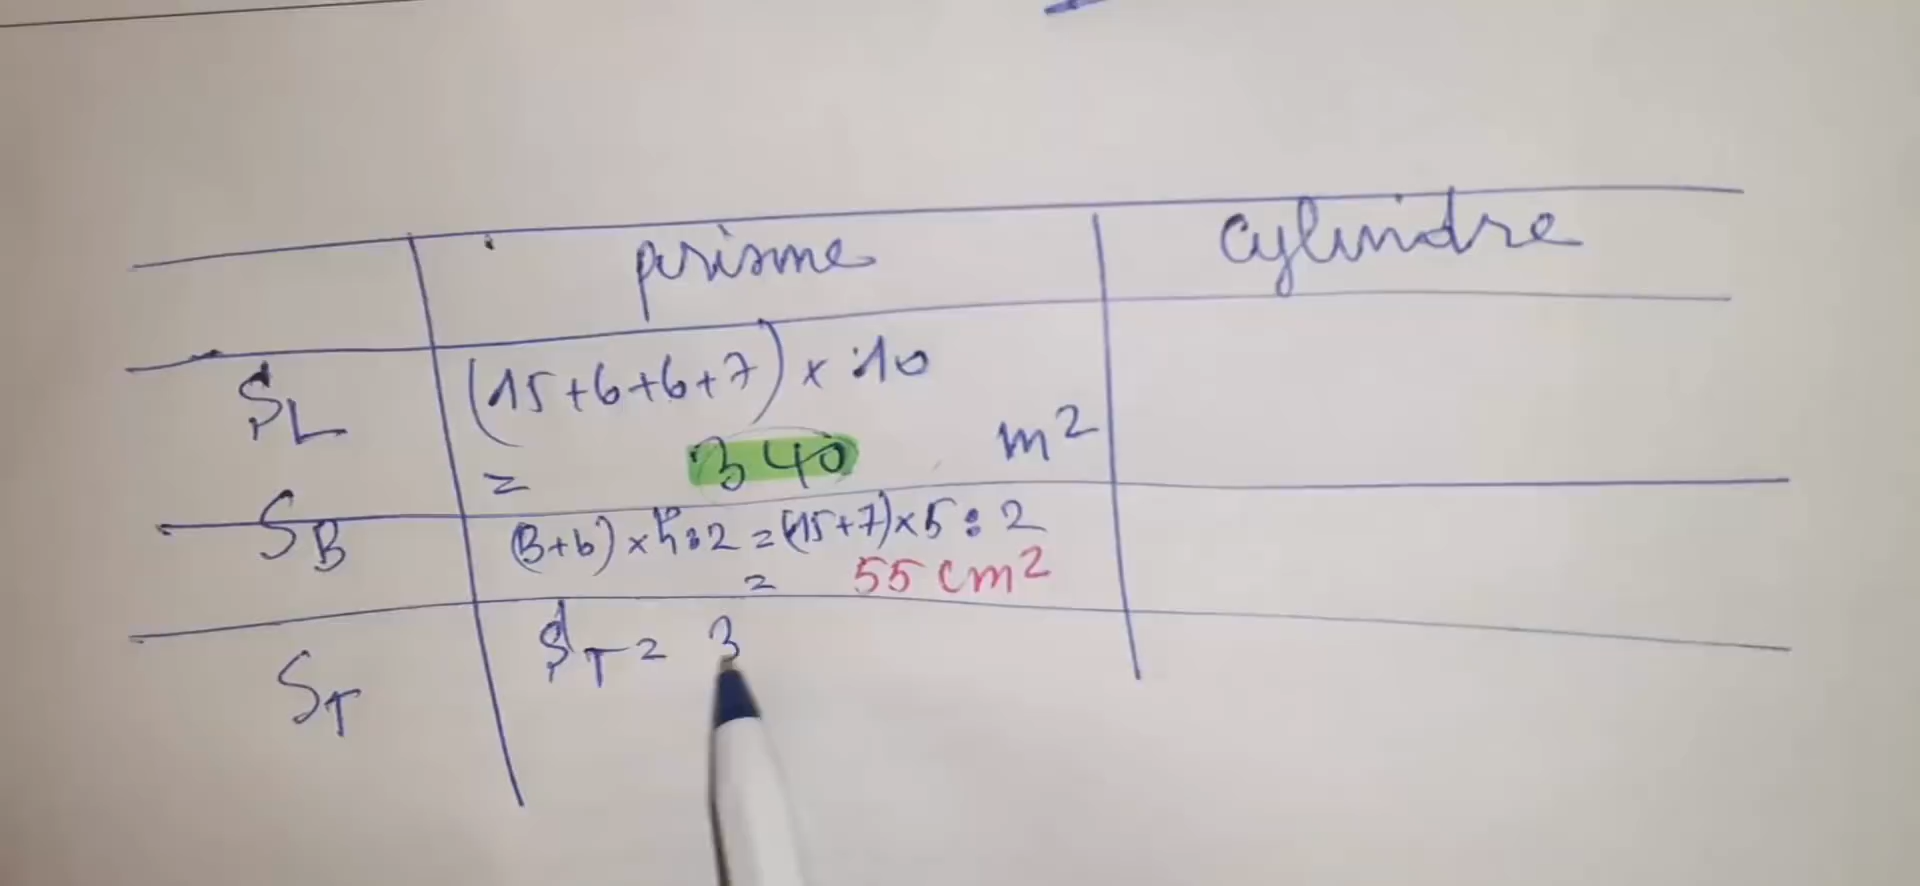 prisme cylindre
SL (15+6+6+7) × 10
= 340 m²
SB (B+b) × h:2 = (15+7)×5:2
= 55 cm²
ST = 3
ST